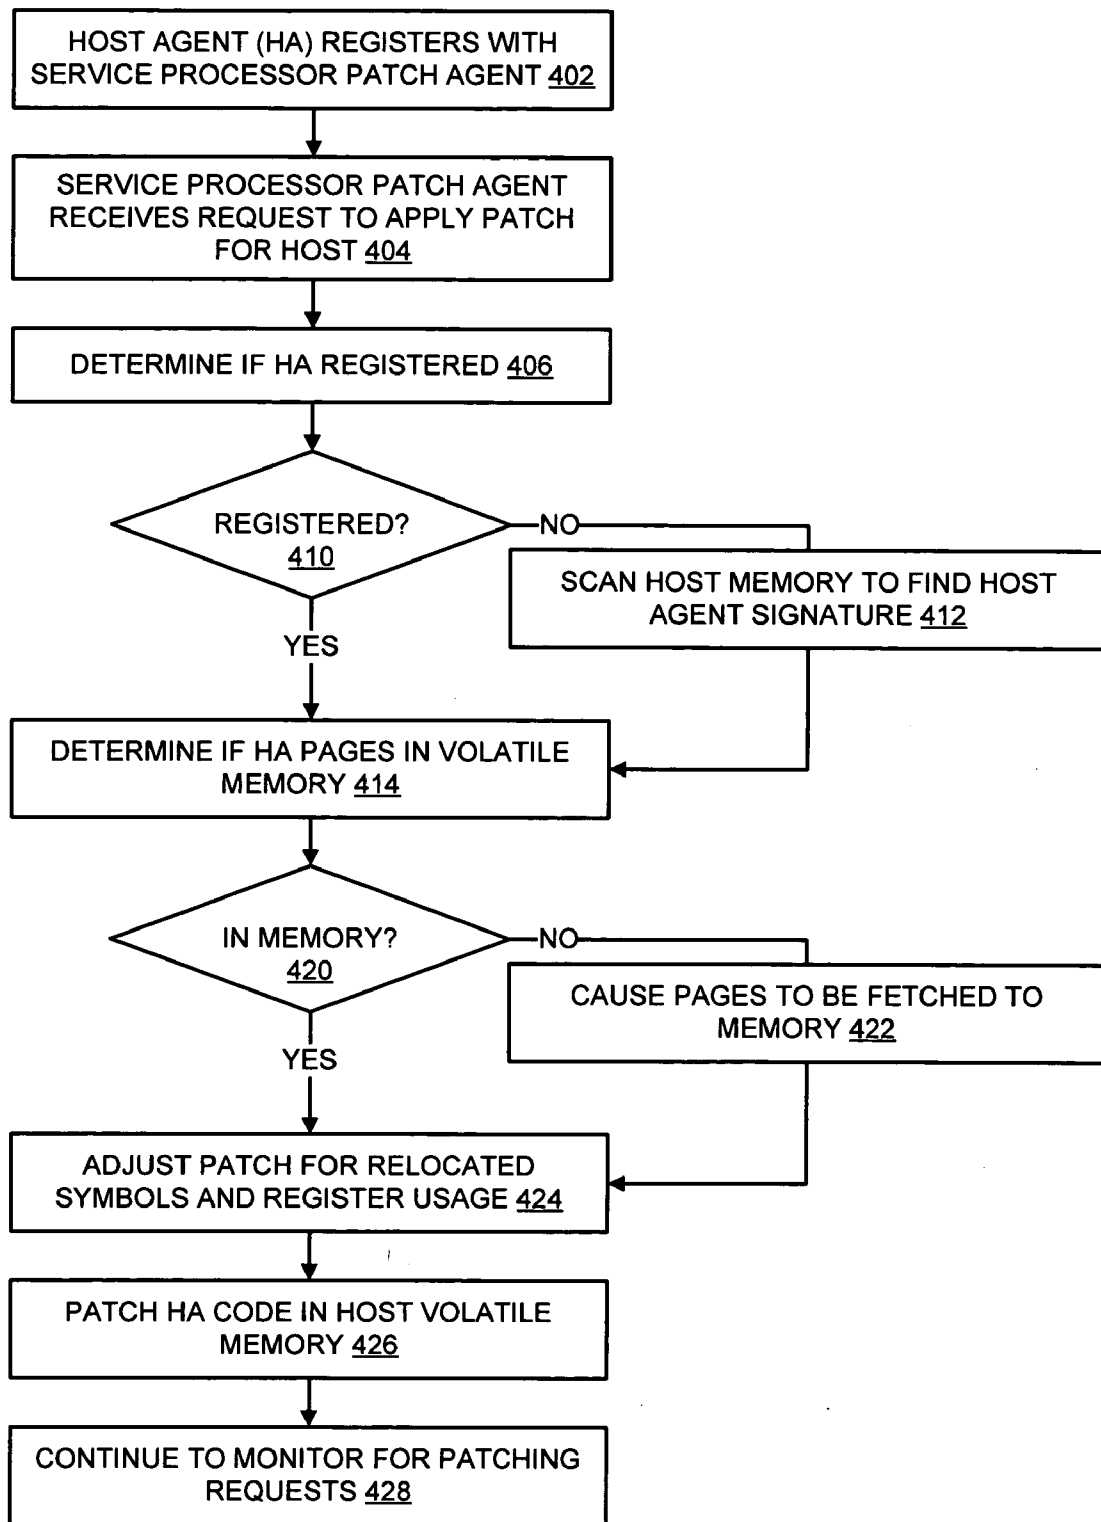 HOST AGENT (HA) REGISTERS WITH
SERVICE PROCESSOR PATCH AGENT 402
SERVICE PROCESSOR PATCH AGENT
RECEIVES REQUEST TO APPLY PATCH
FOR HOST 404
DETERMINE IF HA REGISTERED 406
REGISTERED?
410
NO
SCAN HOST MEMORY TO FIND HOST
AGENT SIGNATURE 412
YES
DETERMINE IF HA PAGES IN VOLATILE
MEMORY 414
IN MEMORY?
420
NO
CAUSE PAGES TO BE FETCHED TO
MEMORY 422
YES
ADJUST PATCH FOR RELOCATED
SYMBOLS AND REGISTER USAGE 424
PATCH HA CODE IN HOST VOLATILE
MEMORY 426
CONTINUE TO MONITOR FOR PATCHING
REQUESTS 428